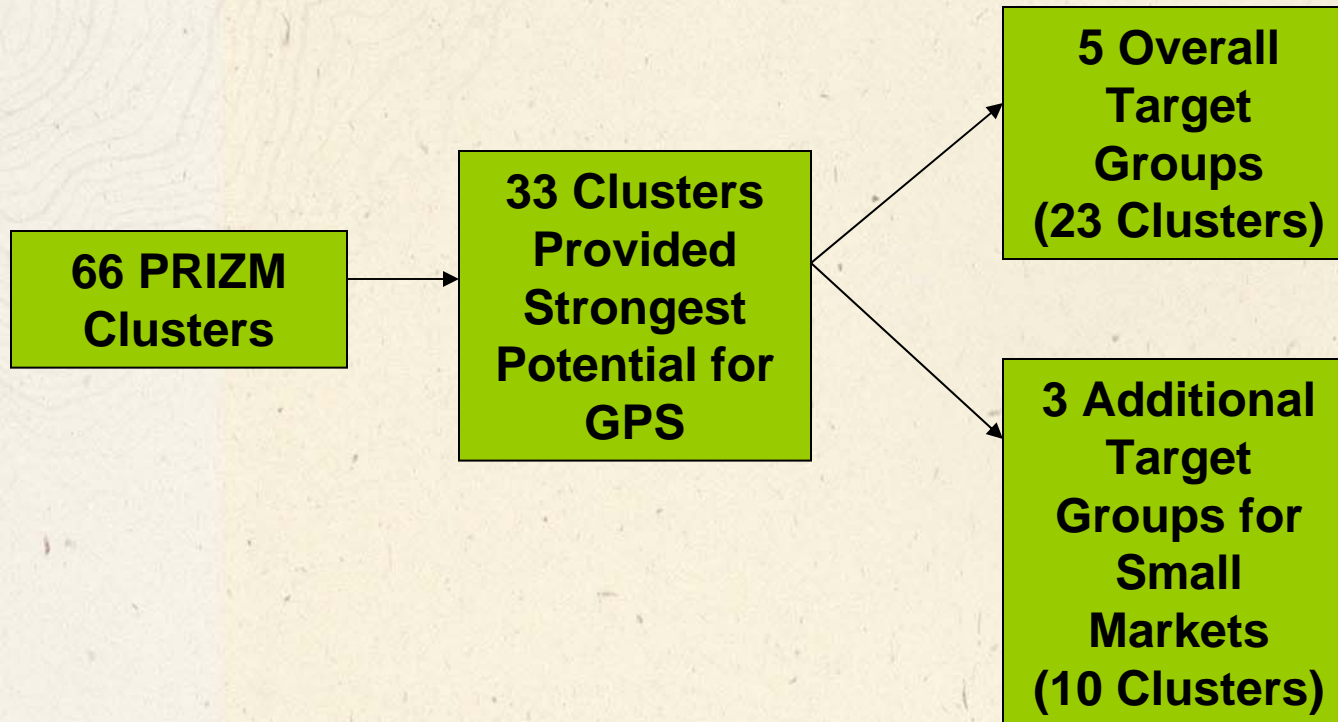 66 PRIZM
Clusters
33 Clusters
Provided
Strongest
Potential for
GPS
5 Overall
Target
Groups
(23 Clusters)
3 Additional
Target
Groups for
Small
Markets
(10 Clusters)